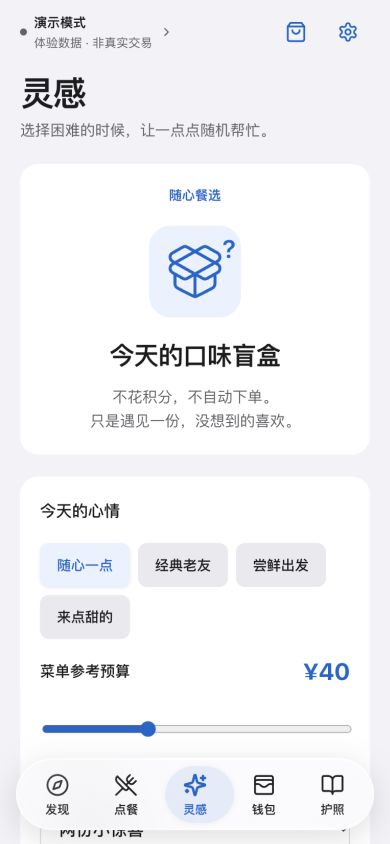 演示模式
体验数据 · 非真实交易
灵感
选择困难的时候，让一点点随机帮忙。
随心餐选
?
今天的口味盲盒
不花积分，不自动下单。
只是遇见一份，没想到的喜欢。
今天的心情
随心一点
经典老友
尝鲜出发
来点甜的
菜单参考预算
¥40
发现
点餐
灵感
钱包
护照